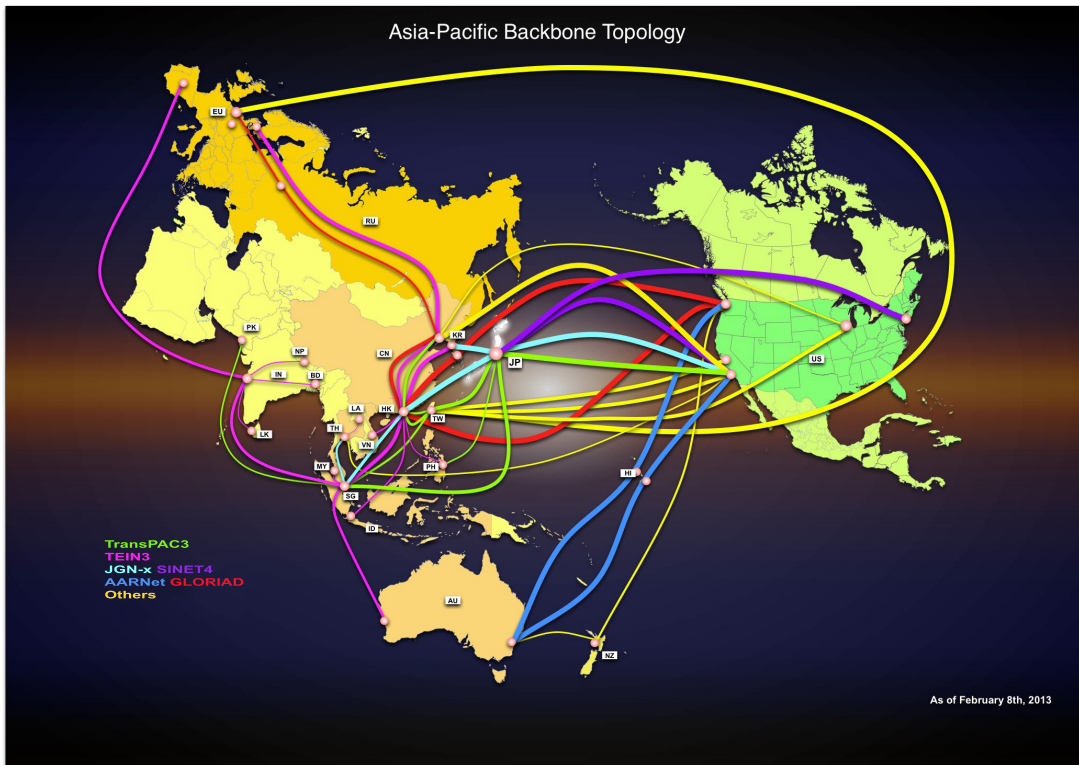 Asia-Pacific Backbone Topology
EU
RU
PK
NP
IN
BD
CN
KR
JP
US
LA
HK
TW
LK
TH
VN
MY
PH
SG
HI
ID
TransPAC3
TEIN3
JGN-x SINET4
AARNet GLORIAD
Others
AU
NZ
As of February 8th, 2013